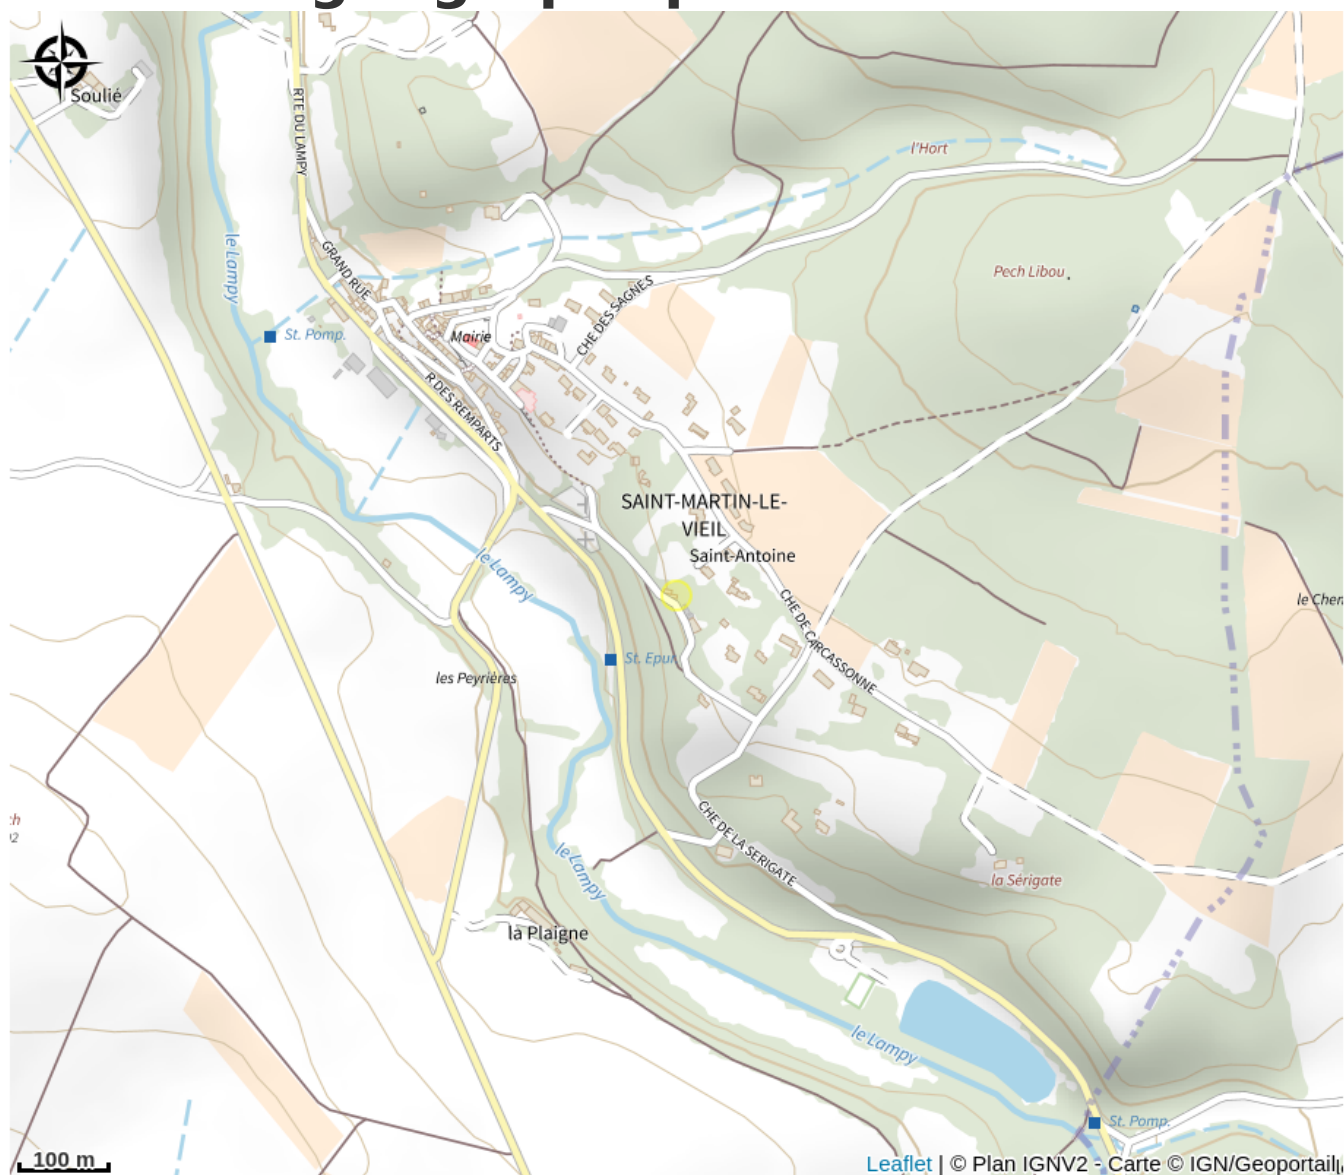 Soulié
RTE DU LAMPY
l'Hort
le Lampy
GRAND RUE
Pech Libou
CHE DES SAGNES
St. Pomp.
Mairie
R DES REMPARTS
SAINT-MARTIN-LE-
VIEIL
Saint-Antoine
le Lampy
CHE DE CARCASSONNE
le Chen
St. Epur.
les Peyrières
CHE DE LA SERIGATE
le Lampy
la Sérigate
la Plaigne
le Lampy
St. Pomp.
100 m
Leaflet | © Plan IGNV2 - Carte © IGN/Geoportail